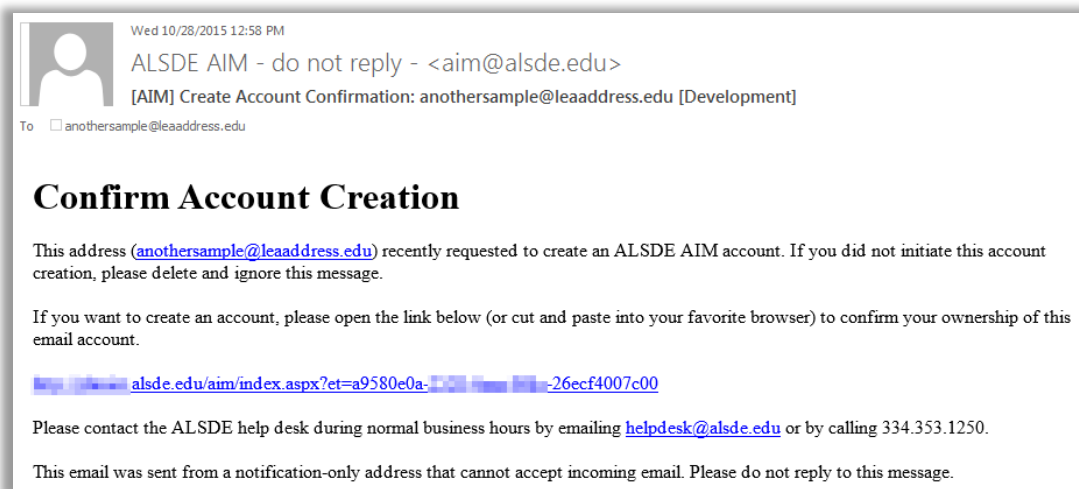 Wed 10/28/2015 12:58 PM
ALSDE AIM - do not reply - <aim@alsde.edu>
[AIM] Create Account Confirmation: anothersample@leaaddress.edu [Development]
To anothersample@leaaddress.edu
Confirm Account Creation
This address (anothersample@leaaddress.edu) recently requested to create an ALSDE AIM account. If you did not initiate this account
creation, please delete and ignore this message.
If you want to create an account, please open the link below (or cut and paste into your favorite browser) to confirm your ownership of this
email account.
.alsde.edu/aim/index.aspx?et=a9580e0a- -26ecf4007c00
Please contact the ALSDE help desk during normal business hours by emailing helpdesk@alsde.edu or by calling 334.353.1250.
This email was sent from a notification-only address that cannot accept incoming email. Please do not reply to this message.